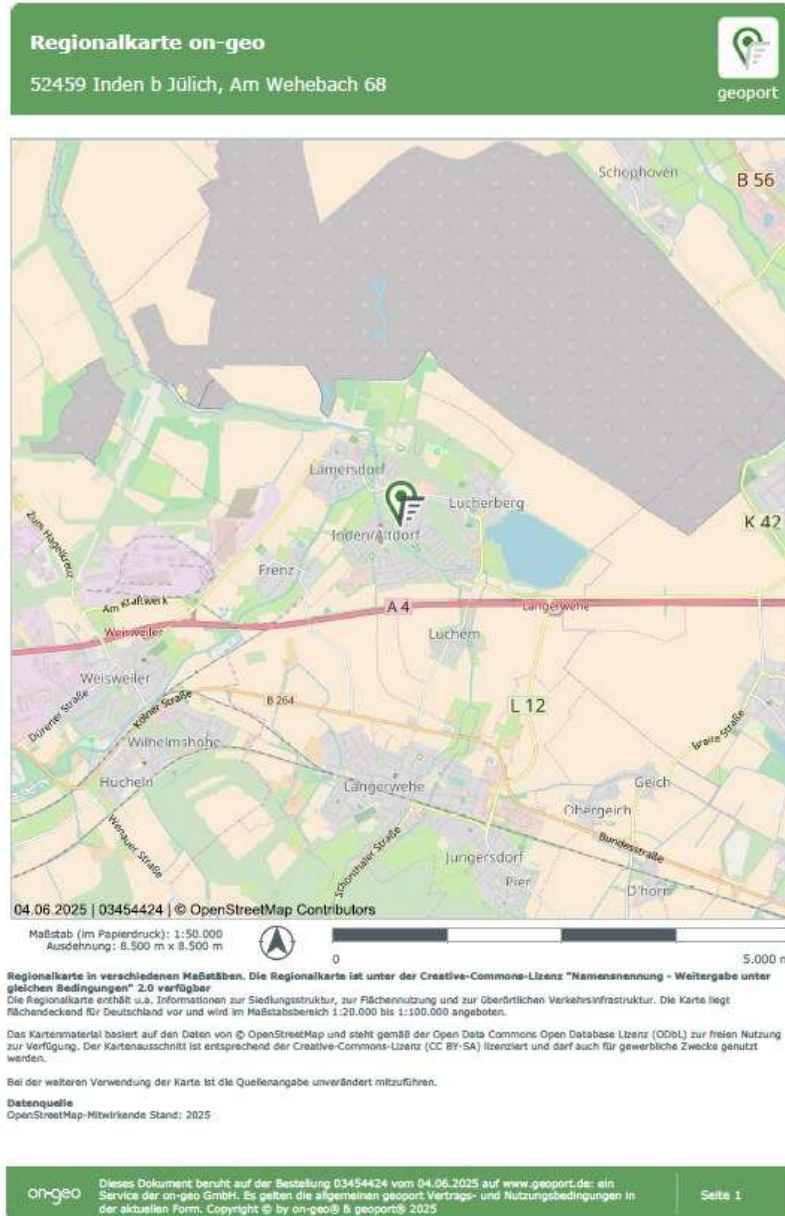 Regionalkarte on-geo
52459 Inden b Jülich, Am Wehebach 68
geoport
Schophoven
B 56
Lamersdorf
Lucherberg
Zum Hagelkreuz
Inden/Altdorf
K 42
Frenz
Am Kraftwerk
A 4
Langerwehe
Weisweiler
Luchem
Weisweiler
Dürener Straße
Kölner Straße
B 264
L 12
Wilhelmshöhe
Hücheln
Langerwehe
Geich
Obergeich
Wenauer Straße
Schönthaler Straße
Jüngersdorf
Bundesstraße
Pier
D'horn
04.06.2025 | 03454424 | © OpenStreetMap Contributors
Maßstab (im Papierdruck): 1:50.000
Ausdehnung: 8.500 m x 8.500 m
0
5.000 m
Regionalkarte in verschiedenen Maßstäben. Die Regionalkarte ist unter der Creative-Commons-Lizenz "Namensnennung - Weitergabe unter
gleichen Bedingungen" 2.0 verfügbar
Die Regionalkarte enthält u.a. Informationen zur Siedlungsstruktur, zur Flächennutzung und zur überörtlichen Verkehrsinfrastruktur. Die Karte liegt
flächendeckend für Deutschland vor und wird im Maßstabsbereich 1:20.000 bis 1:100.000 angeboten.
Das Kartenmaterial basiert auf den Daten von © OpenStreetMap und steht gemäß der Open Data Commons Open Database Lizenz (ODbL) zur freien Nutzung
zur Verfügung. Der Kartenausschnitt ist entsprechend der Creative-Commons-Lizenz (CC BY-SA) lizenziert und darf auch für gewerbliche Zwecke genutzt
werden.
Bei der weiteren Verwendung der Karte ist die Quellenangabe unverändert mitzuführen.
Datenquelle
OpenStreetMap-Mitwirkende Stand: 2025
on-geo
Dieses Dokument beruht auf der Bestellung 03454424 vom 04.06.2025 auf www.geoport.de: ein
Service der on-geo GmbH. Es gelten die allgemeinen geoport Vertrags- und Nutzungsbedingungen in
der aktuellen Form. Copyright © by on-geo® & geoport® 2025
Seite 1